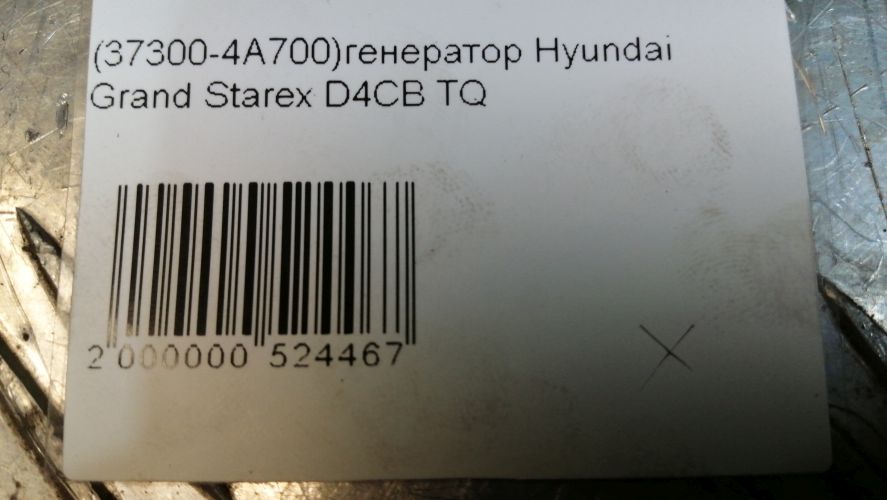 (37300-4A700)генератор Hyundai
Grand Starex D4CB TQ
2 000000 524467